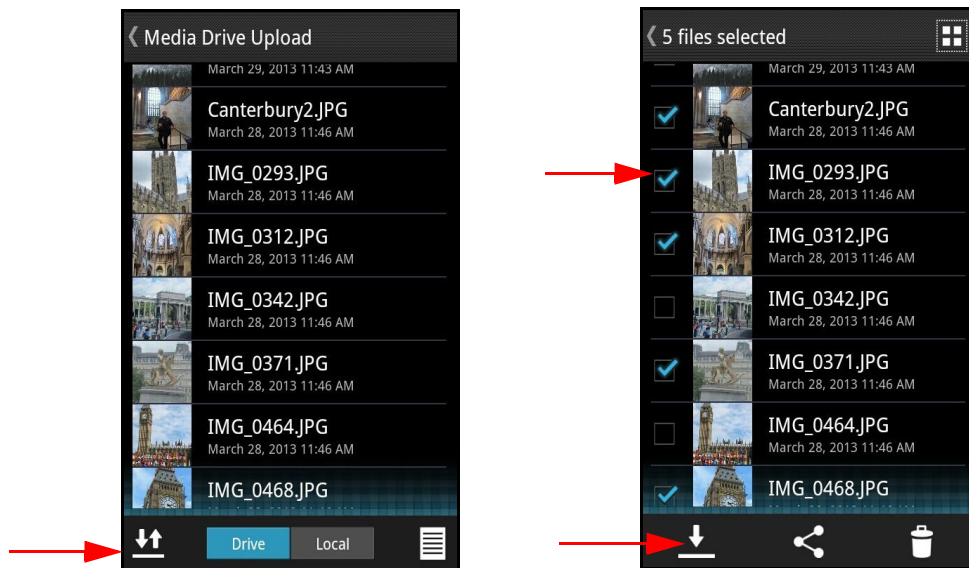 Media Drive Upload
March 29, 2013 11:43 AM
Canterbury2.JPG
March 28, 2013 11:46 AM
IMG_0293.JPG
March 28, 2013 11:46 AM
IMG_0312.JPG
March 28, 2013 11:46 AM
IMG_0342.JPG
March 28, 2013 11:46 AM
IMG_0371.JPG
March 28, 2013 11:46 AM
IMG_0464.JPG
March 28, 2013 11:46 AM
IMG_0468.JPG
Drive Local
5 files selected
March 29, 2013 11:43 AM
Canterbury2.JPG
March 28, 2013 11:46 AM
IMG_0293.JPG
March 28, 2013 11:46 AM
IMG_0312.JPG
March 28, 2013 11:46 AM
IMG_0342.JPG
March 28, 2013 11:46 AM
IMG_0371.JPG
March 28, 2013 11:46 AM
IMG_0464.JPG
March 28, 2013 11:46 AM
IMG_0468.JPG